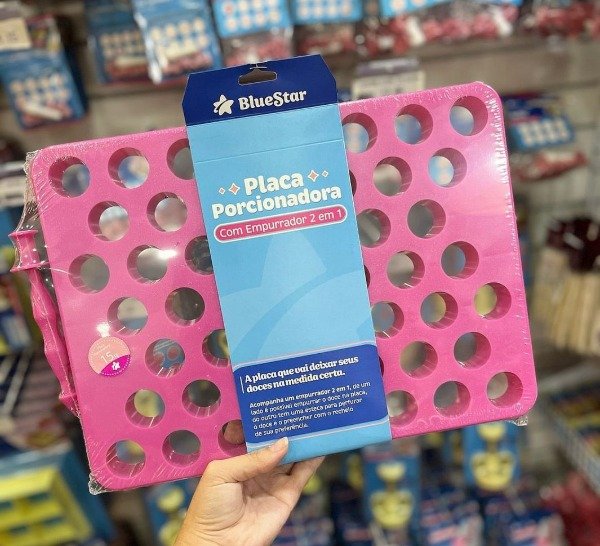 BlueStar
Placa
Porcionadora
Com Empurrador 2 em 1
A placa que vai deixar seus
doces na medida certa.
Acompanha um empurrador 2 em 1, de um
lado é possível empurrar o doce na placa,
do outro tem uma esteca para perfurar
o doce e o preencher com o recheio
de sua preferência.
15